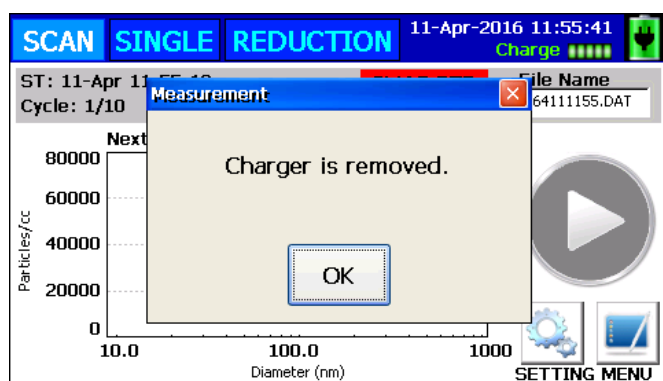 SCAN SINGLE REDUCTION 11-Apr-2016 11:55:41
Charge
ST: 11-Apr 11 File Name
Cycle: 1/10 Measurement 64111155.DAT
Next
Charger is removed.
OK
80000
60000
40000
20000
0
Particles/cc
10.0 100.0 1000
Diameter (nm)
SETTING MENU